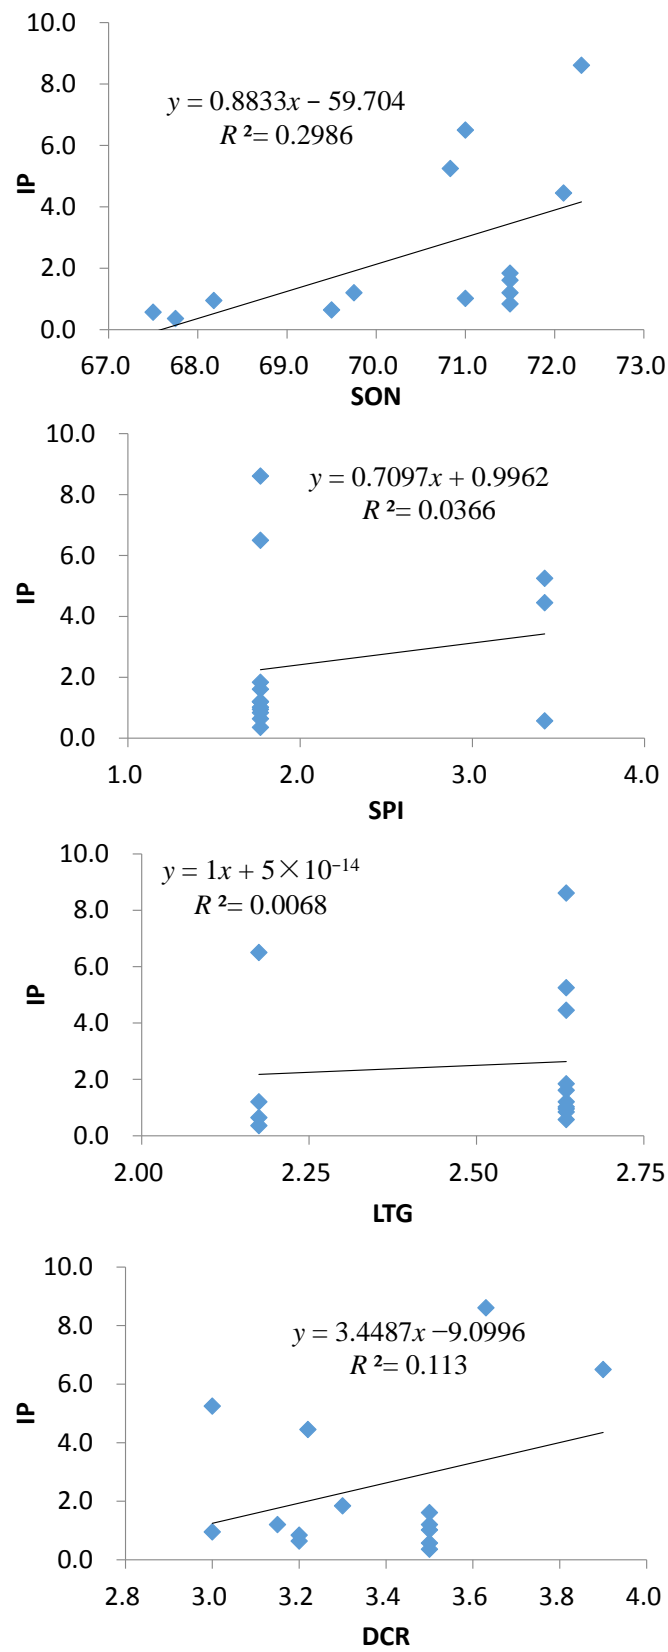 10.0
8.0
6.0
4.0
2.0
0.0
IP
y = 0.8833x − 59.704
R ²= 0.2986
67.0 68.0 69.0 70.0 71.0 72.0 73.0
SON
10.0
8.0
6.0
4.0
2.0
0.0
IP
y = 0.7097x + 0.9962
R ²= 0.0366
1.0 2.0 3.0 4.0
SPI
10.0
8.0
6.0
4.0
2.0
0.0
IP
y = 1x + 5×10⁻¹⁴
R ²= 0.0068
2.00 2.25 2.50 2.75
LTG
10.0
8.0
6.0
4.0
2.0
0.0
IP
y = 3.4487x −9.0996
R ²= 0.113
2.8 3.0 3.2 3.4 3.6 3.8 4.0
DCR